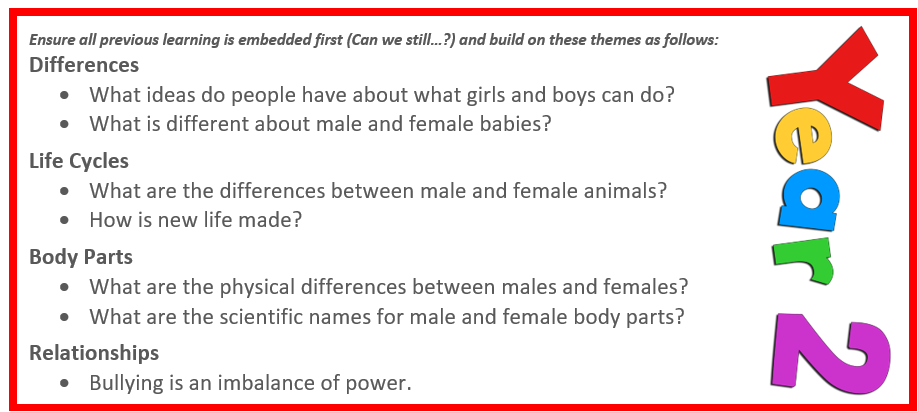 Ensure all previous learning is embedded first (Can we still...?) and build on these themes as follows:
Differences
• What ideas do people have about what girls and boys can do?
• What is different about male and female babies?
Life Cycles
• What are the differences between male and female animals?
• How is new life made?
Body Parts
• What are the physical differences between males and females?
• What are the scientific names for male and female body parts?
Relationships
• Bullying is an imbalance of power.
Year 2